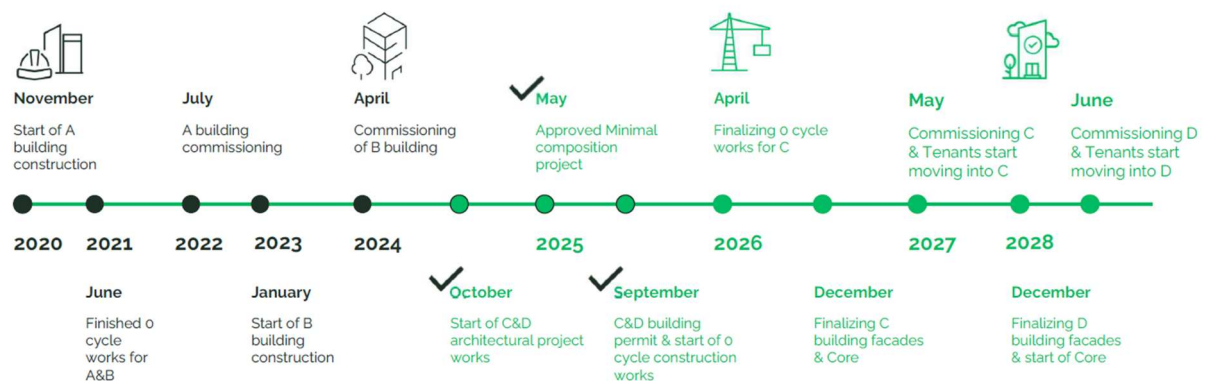 November
Start of A
building
construction
July
A building
commissioning
April
Commissioning
of B building
May
Approved Minimal
composition
project
April
Finalizing 0 cycle
works for C
May
Commissioning C
& Tenants start
moving into C
June
Commissioning D
& Tenants start
moving into D
2020
2021
2022
2023
2024
2025
2026
2027
2028
June
Finished 0
cycle
works for
A&B
January
Start of B
building
construction
October
Start of C&D
architectural project
works
September
C&D building
permit & start of 0
cycle construction
works
December
Finalizing C
building facades
& Core
December
Finalizing D
building facades
& start of Core